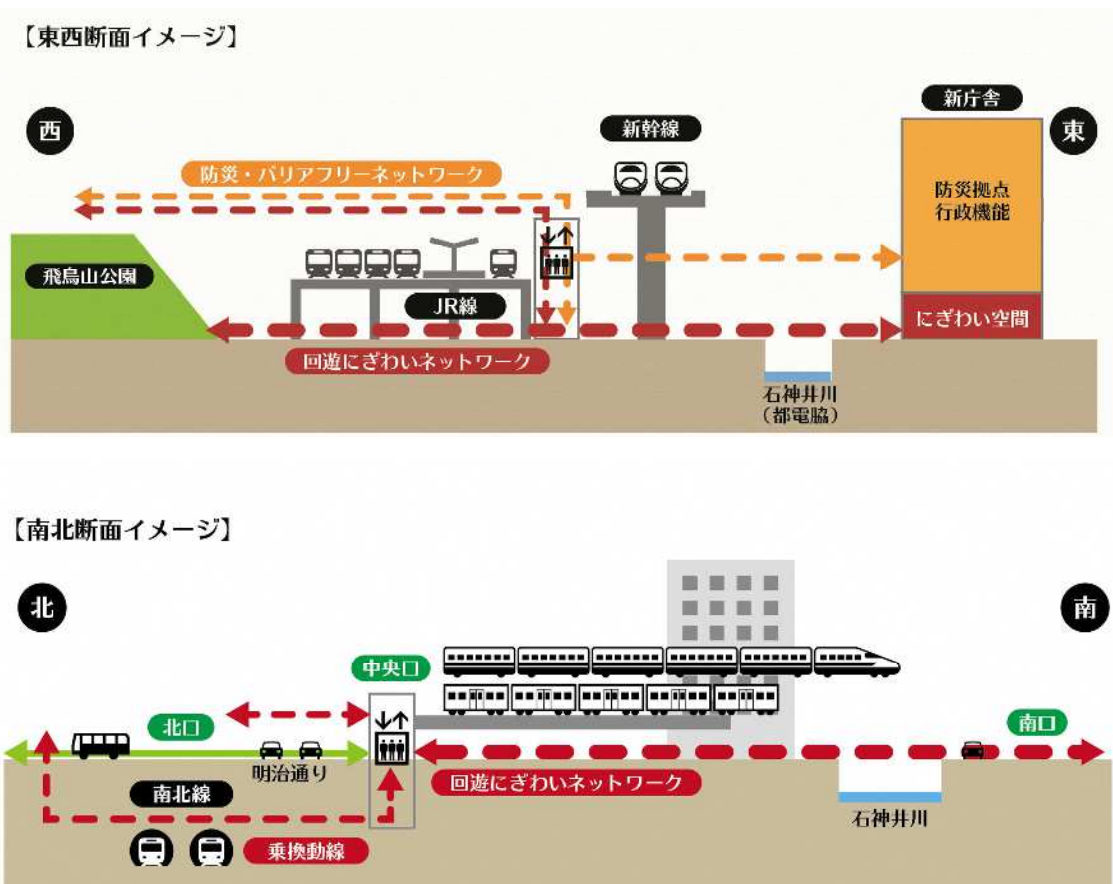 【東西断面イメージ】
西
新庁舎
東
新幹線
防災・バリアフリーネットワーク
防災拠点
行政機能
飛鳥山公園
JR線
にぎわい空間
回遊にぎわいネットワーク
石神井川
（都電脇）
【南北断面イメージ】
北
南
中央口
北口
南口
明治通り
回遊にぎわいネットワーク
南北線
石神井川
乗換動線